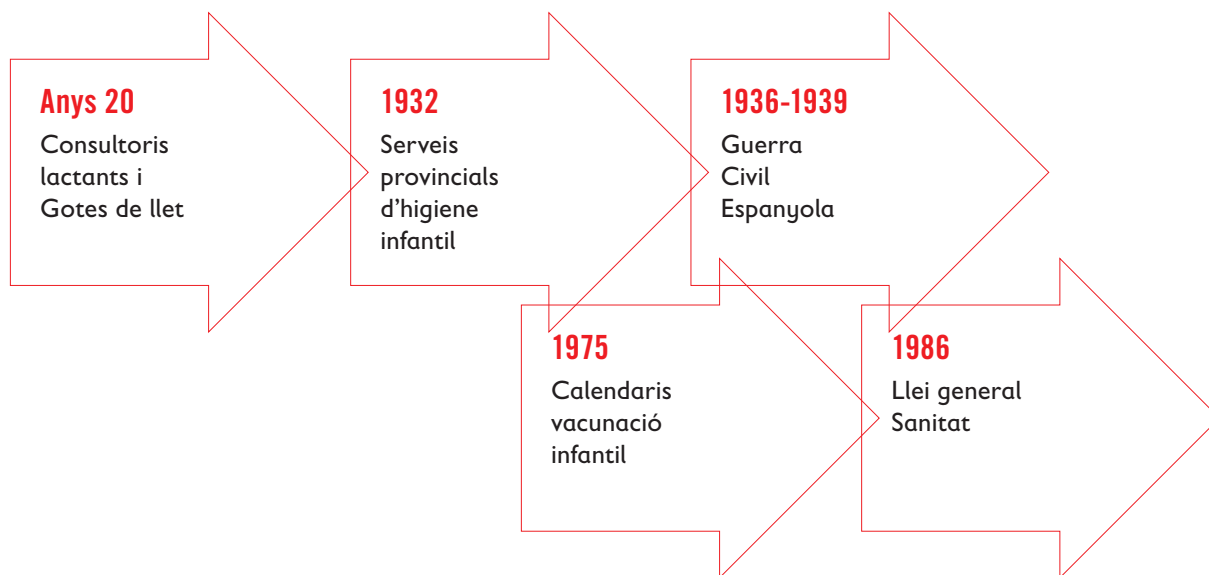 Anys 20
Consultoris
lactants i
Gotes de llet
1932
Serveis
provincials
d'higiene
infantil
1936-1939
Guerra
Civil
Espanyola
1975
Calendaris
vacunació
infantil
1986
Llei general
Sanitat